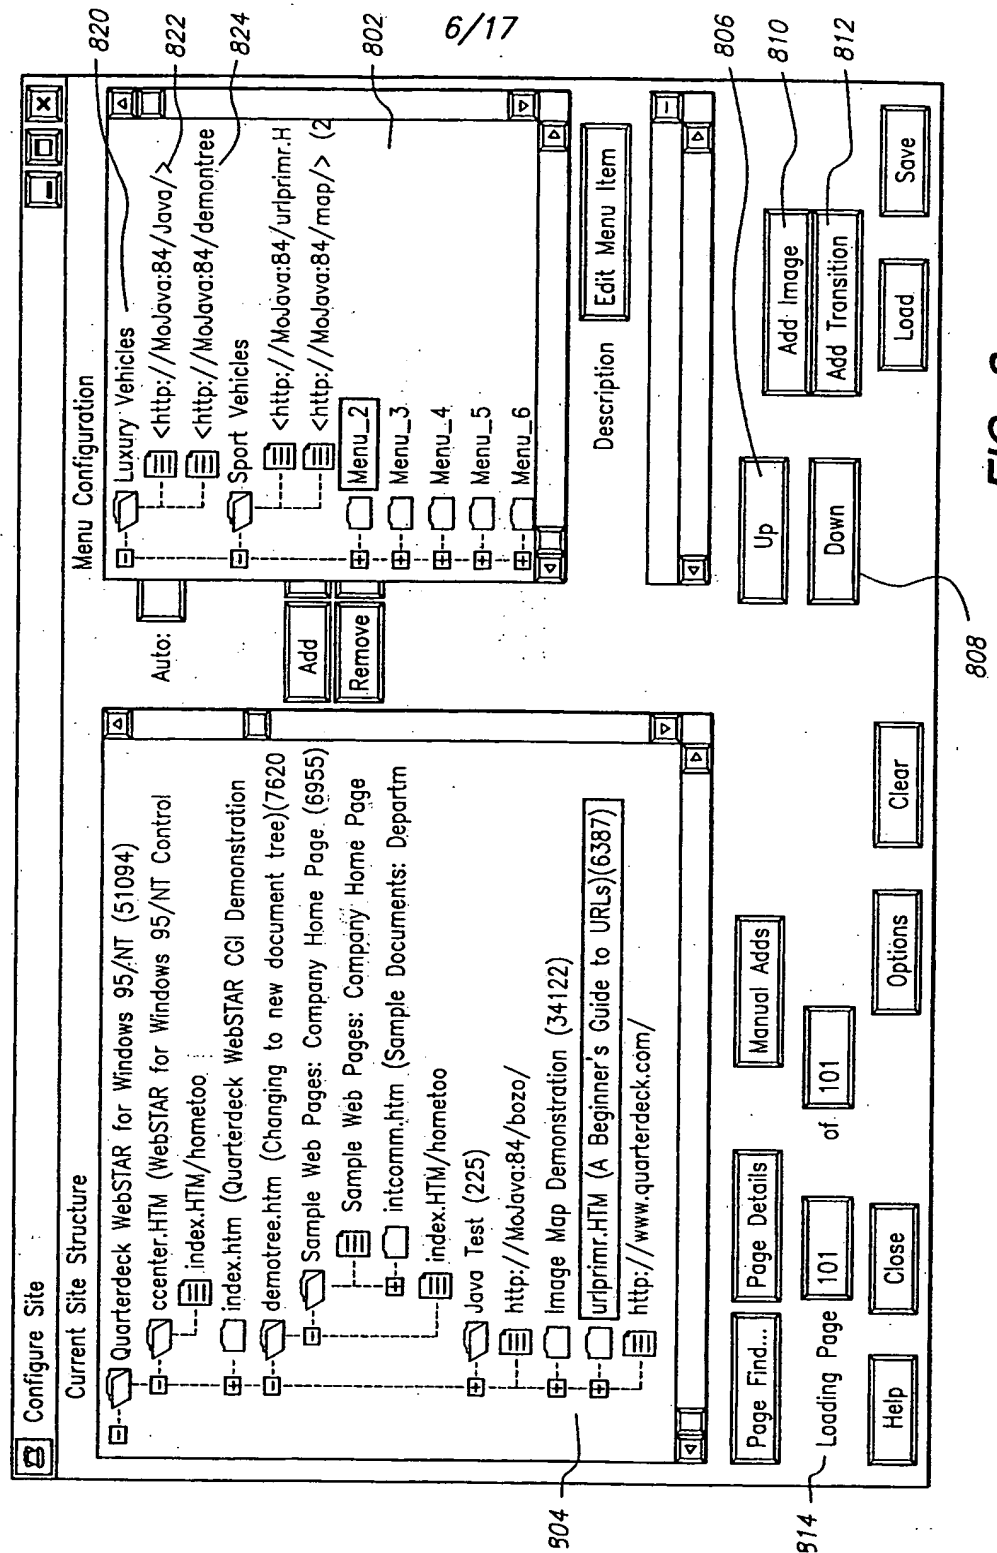 6/17
Configure Site
Current Site Structure
Quarterdeck WebSTAR for Windows 95/NT (51094)
ccenter.HTM (WebSTAR for Windows 95/NT Control
index.HTM/hometoo
index.htm (Quarterdeck WebSTAR CGI Demonstration
demotree.htm (Changing to new document tree)(7620
Sample Web Pages: Company Home Page (6955)
Sample Web Pages: Company Home Page
intcomm.htm (Sample Documents: Departm
index.HTM/hometoo
Java Test (225)
http://MoJava:84/bozo/
Image Map Demonstration (34122)
urlprimr.HTM (A Beginner's Guide to URLs)(6387)
http://www.quarterdeck.com/
804
Auto:
Add
Remove
Menu Configuration
Luxury Vehicles
<http://MoJava:84/Java/>
<http://MoJava:84/demontree
Sport Vehicles
<http://MoJava:84/urlprimr.H
<http://MoJava:84/map/> (2
Menu_2
Menu_3
Menu_4
Menu_5
Menu_6
820
822
824
802
Description
Edit Menu Item
Page Find...
Page Details
Manual Adds
Up
Down
Add Image
Add Transition
806
810
812
808
814
Loading Page 101 of 101
Help
Close
Options
Clear
Load
Save